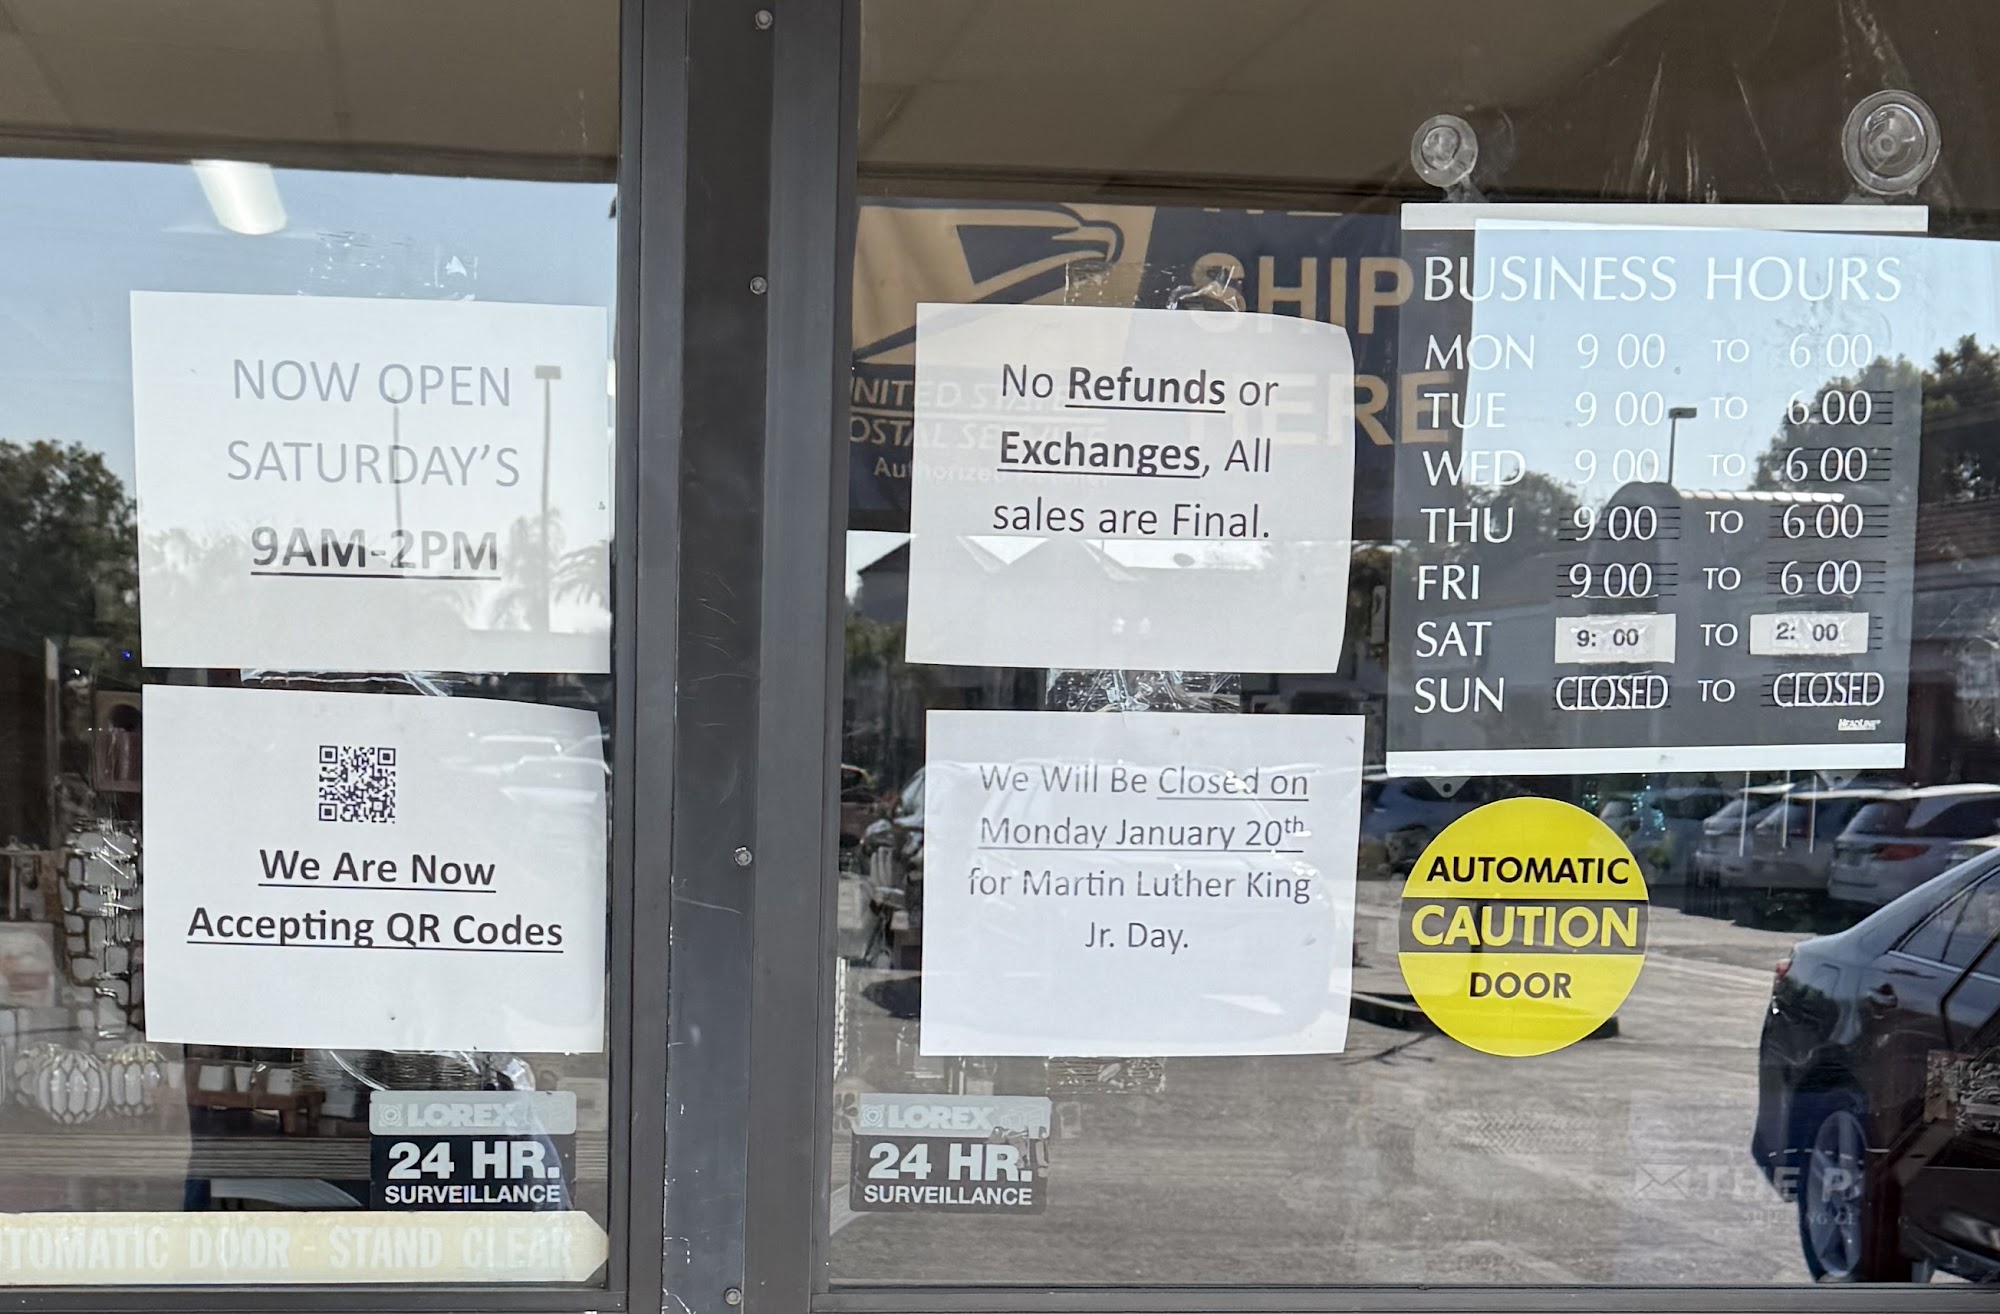 NOW OPEN
SATURDAY'S
9AM-2PM
We Are Now
Accepting QR Codes
LOREX
24 HR.
SURVEILLANCE
TOMATIC DOOR - STAND CLEAR
SHIP
HERE
UNITED STATES
POSTAL SERVICE
No Refunds or
Exchanges, All
sales are Final.
We Will Be Closed on
Monday January 20th
for Martin Luther King
Jr. Day.
LOREX
24 HR.
SURVEILLANCE
BUSINESS HOURS
MON 9 00 TO 6 00
TUE 9 00 TO 6 00
WED 9 00 TO 6 00
THU 9 00 TO 6 00
FRI 9 00 TO 6 00
SAT 9: 00 TO 2: 00
SUN CLOSED TO CLOSED
HEADLINE
AUTOMATIC
CAUTION
DOOR
THE P